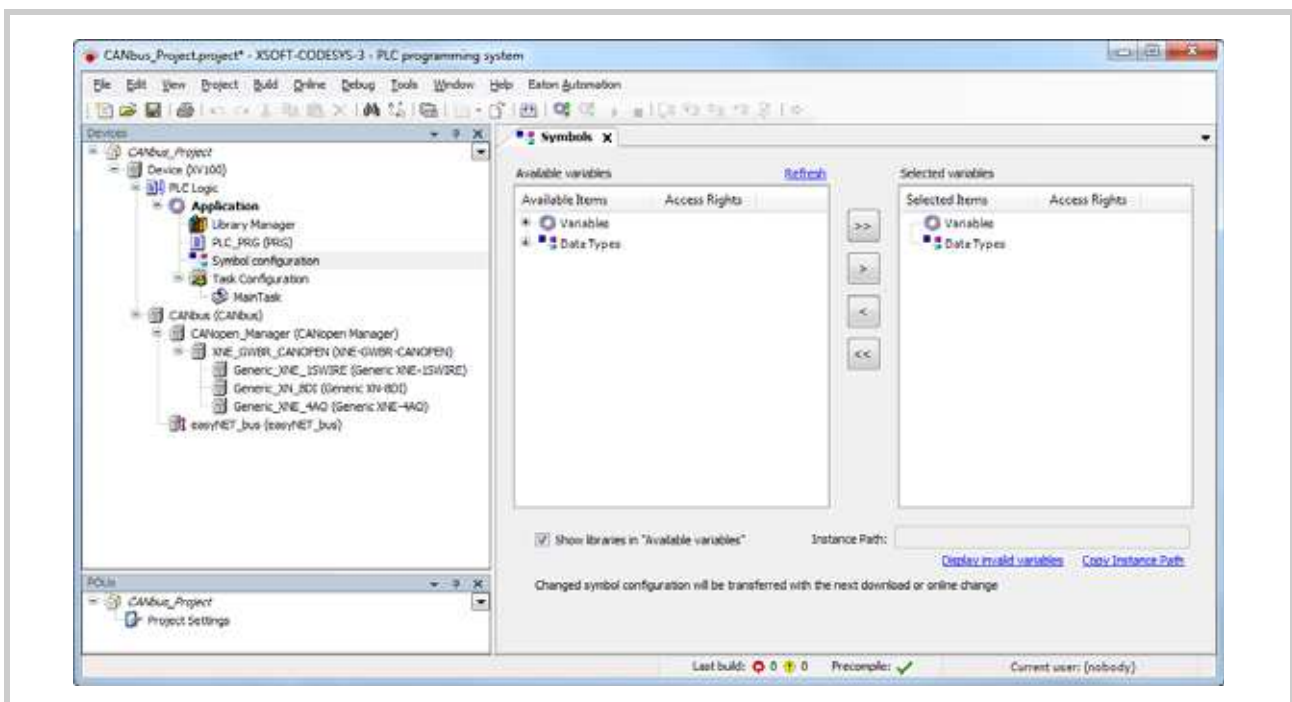 CANbus_Project.project* - XSOFT-CODESYS-3 - PLC programming system
File Edit View Project Build Online Debug Tools Window Help Eaton Automation
Devices
CANbus_Project
Device (XV100)
PLC Logic
Application
Library Manager
PLC_PRG (PRG)
Symbol configuration
Task Configuration
MainTask
CANbus (CANbus)
CANopen_Manager (CANopen Manager)
XNE_GWBR_CANOPEN (XNE-GWBR-CANOPEN)
Generic_XNE_1SWIRE (Generic XNE-1SWIRE)
Generic_XN_8DI (Generic XN-8DI)
Generic_XNE_4AO (Generic XNE-4AO)
easyNET_bus (easyNET_bus)
POUs
CANbus_Project
Project Settings
Symbols X
Available variables Refresh
Available Items Access Rights
Variables
Data Types
>>
>
<
<<
Selected variables
Selected Items Access Rights
Variables
Data Types
Show libraries in "Available variables"
Instance Path:
Display invalid variables Copy Instance Path
Changed symbol configuration will be transferred with the next download or online change
Last build: 0 0 Precompile: Current user: (nobody)